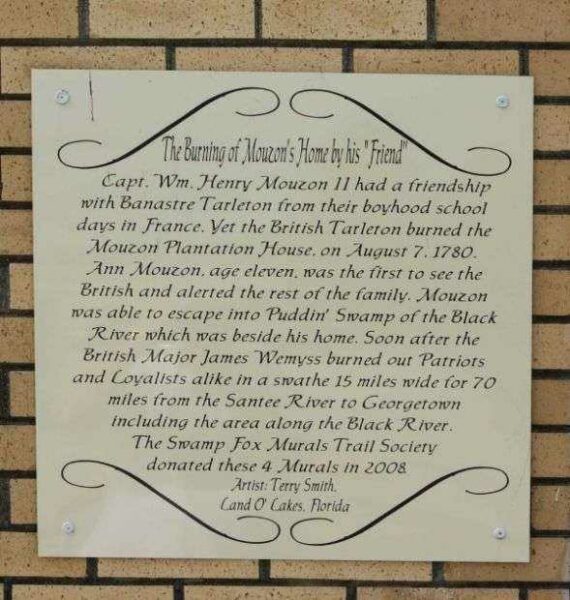 The Burning of Mouzon's Home by his "Friend"
Capt. Wm. Henry Mouzon II had a friendship
with Banastre Tarleton from their boyhood school
days in France. Yet the British Tarleton burned the
Mouzon Plantation House, on August 7, 1780.
Ann Mouzon, age eleven, was the first to see the
British and alerted the rest of the family. Mouzon
was able to escape into Puddin' Swamp of the Black
River which was beside his home. Soon after the
British Major James Wemyss burned out Patriots
and Loyalists alike in a swathe 15 miles wide for 70
miles from the Santee River to Georgetown
including the area along the Black River.
The Swamp Fox Murals Trail Society
donated these 4 Murals in 2008
Artist: Terry Smith,
Land O' Lakes, Florida